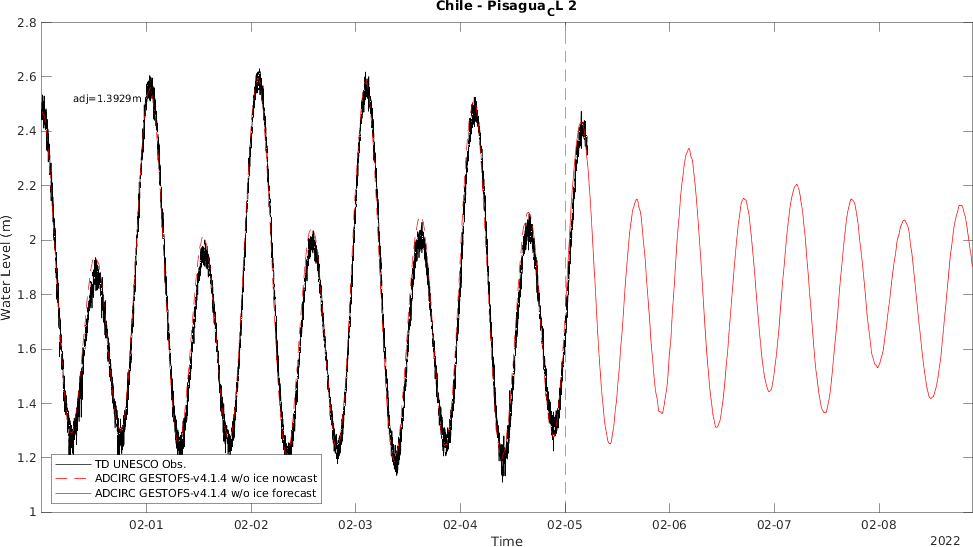 Chile - Pisagua_CL 2
2.8
2.6
adj=1.3929m
2.4
2.2
2
1.8
1.6
1.4
1.2
1
Water Level (m)
TD UNESCO Obs.
ADCIRC GESTOFS-v4.1.4 w/o ice nowcast
ADCIRC GESTOFS-v4.1.4 w/o ice forecast
02-01 02-02 02-03 02-04 02-05 02-06 02-07 02-08
Time
2022